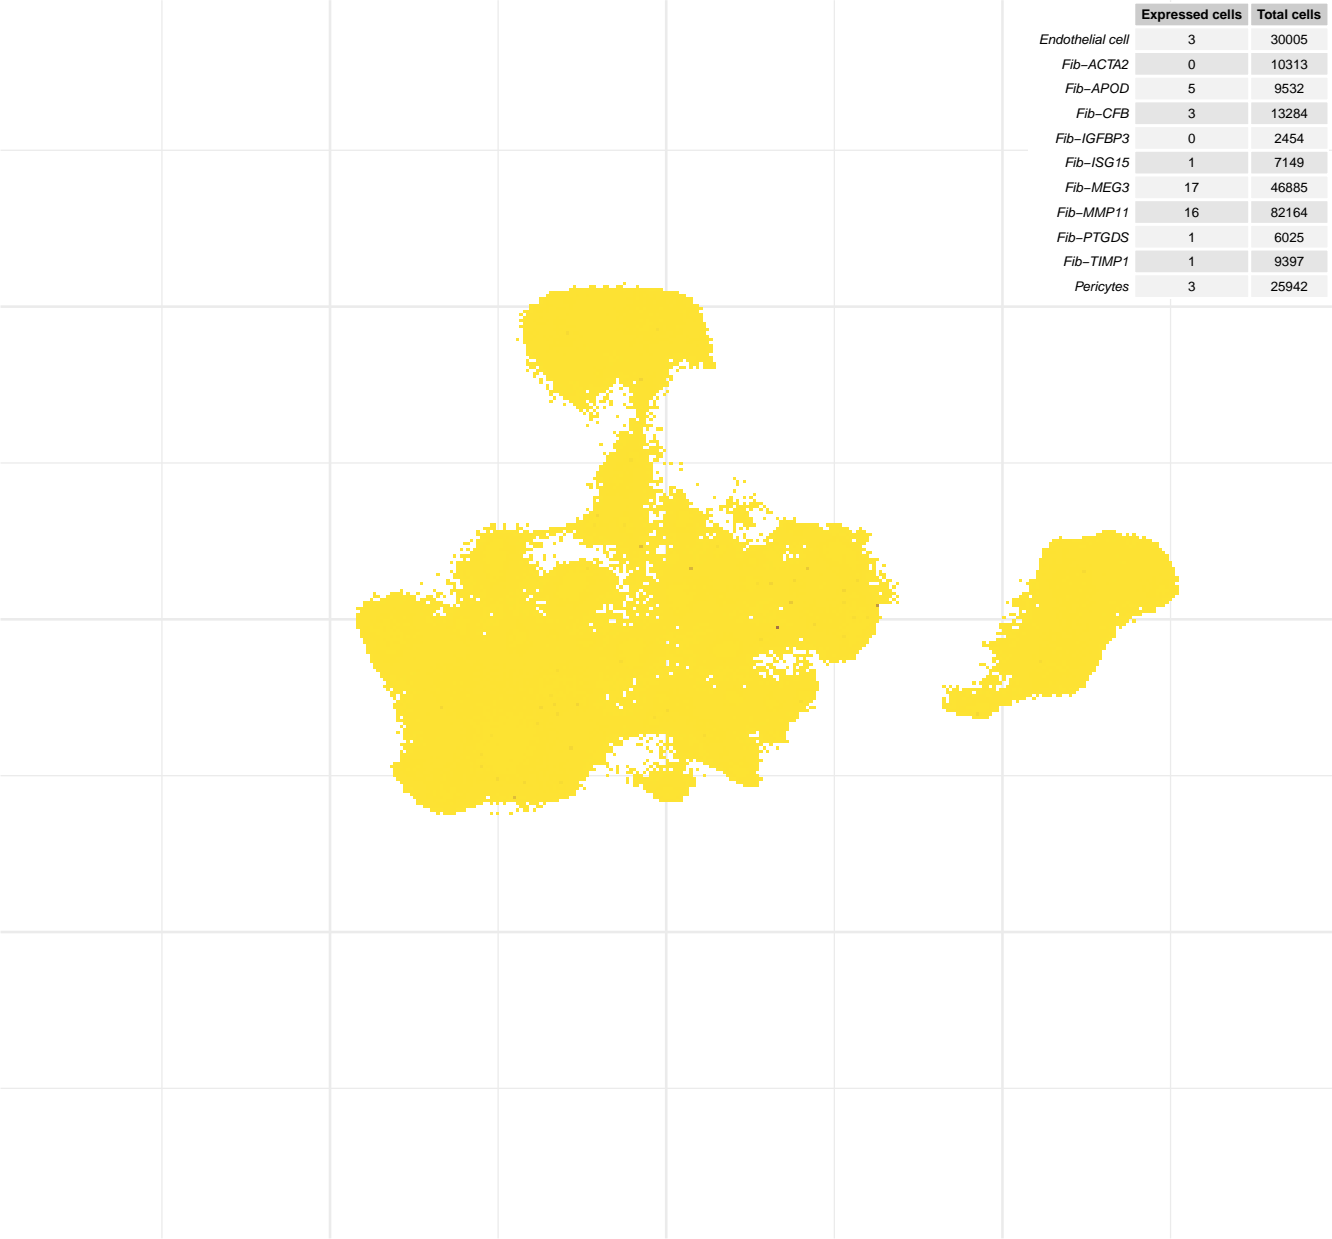 Expressed cells Total cells
Endothelial cell 3 30005
Fib−ACTA2 0 10313
Fib−APOD 5 9532
Fib−CFB 3 13284
Fib−IGFBP3 0 2454
Fib−ISG15 1 7149
Fib−MEG3 17 46885
Fib−MMP11 16 82164
Fib−PTGDS 1 6025
Fib−TIMP1 1 9397
Pericytes 3 25942